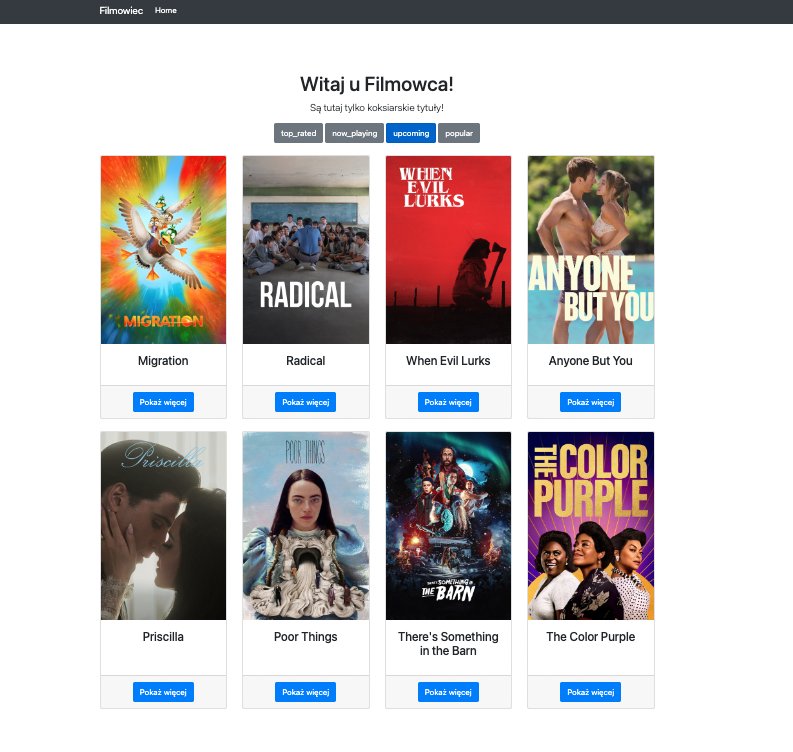 Filmowiec Home
Witaj u Filmowca!
Są tutaj tylko koksiarskie tytuły!
top_rated now_playing upcoming popular
MIGRATION
RADICAL
WHEN
EVIL
LURKS
ANYONE
BUT YOU
Migration
Radical
When Evil Lurks
Anyone But You
Pokaż więcej
Pokaż więcej
Pokaż więcej
Pokaż więcej
Priscilla
POOR THINGS
THERE'S SOMETHING
IN THE BARN
THE COLOR
PURPLE
Priscilla
Poor Things
There's Something
in the Barn
The Color Purple
Pokaż więcej
Pokaż więcej
Pokaż więcej
Pokaż więcej